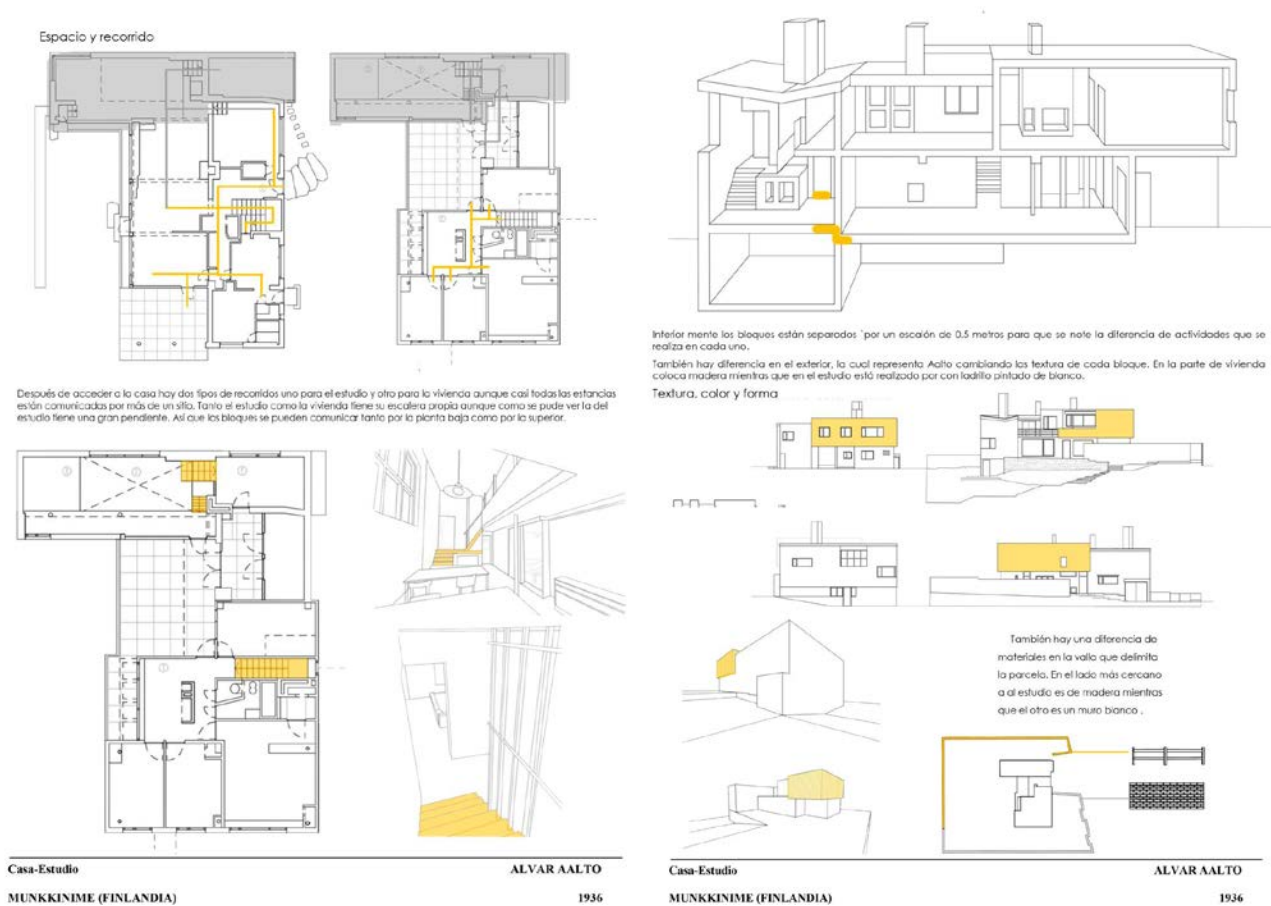 Espacio y recorrido
Después de acceder a la casa hay dos tipos de recorridos uno para el estudio y otro para la vivienda aunque casi todas las estancias
están comunicadas por más de un sitio. Tanto el estudio como la vivienda tiene su escalera propia aunque como se pude ver la del
estudio tiene una gran pendiente. Así que los bloques se pueden comunicar tanto por la planta baja como por la superior.
Casa-Estudio
ALVAR AALTO
MUNKKINIME (FINLANDIA)
1936
Interior mente los bloques están separados `por un escalón de 0.5 metros para que se note la diferencia de actividades que se
realiza en cada uno.
También hay diferencia en el exterior, la cual representa Aalto cambiando las textura de cada bloque. En la parte de vivienda
coloca madera mientras que en el estudio está realizado por con ladrillo pintado de blanco.
Textura, color y forma
También hay una diferencia de
materiales en la valla que delimita
la parcela. En el lado más cercano
a al estudio es de madera mientras
que el otro es un muro blanco .
Casa-Estudio
ALVAR AALTO
MUNKKINIME (FINLANDIA)
1936